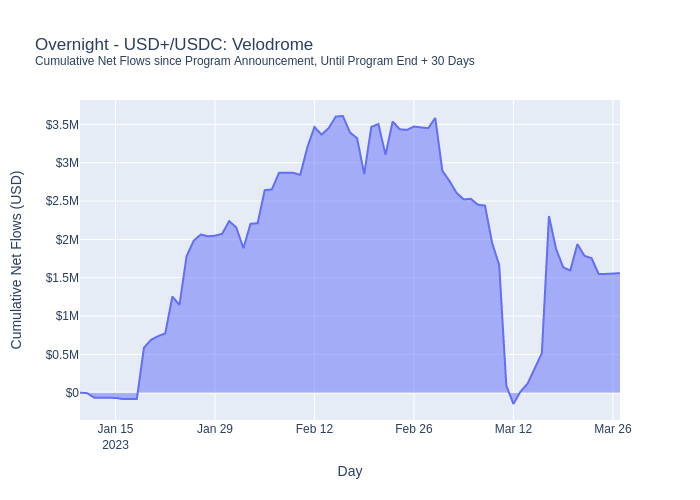 Overnight - USD+/USDC: Velodrome
Cumulative Net Flows since Program Announcement, Until Program End + 30 Days
Cumulative Net Flows (USD)
$3.5M
$3M
$2.5M
$2M
$1.5M
$1M
$0.5M
$0
Jan 15
2023
Jan 29
Feb 12
Feb 26
Mar 12
Mar 26
Day